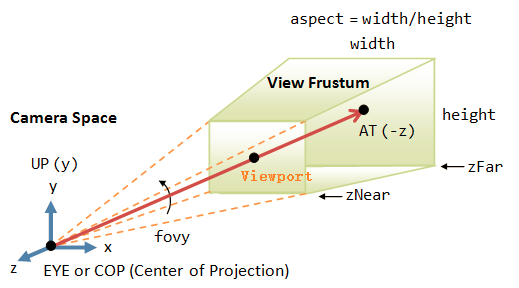 aspect = width/height
width
View Frustum
Camera Space
height
AT (-z)
UP (y)
zFar
Viewport
y
zNear
fovy
x
z
EYE or COP (Center of Projection)